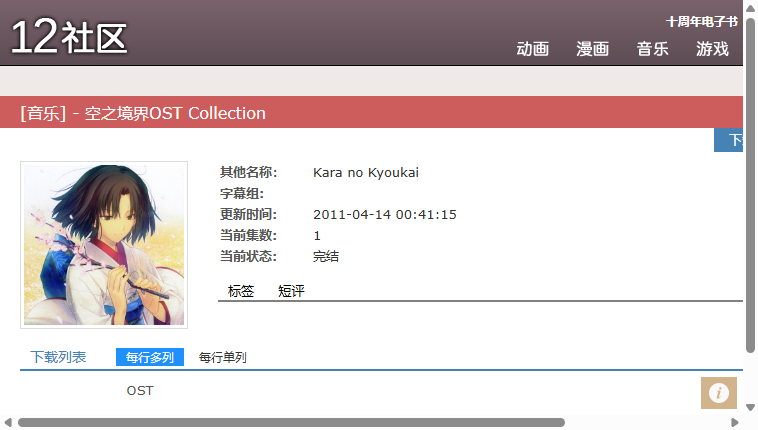 12社区
十周年电子书
动画 漫画 音乐 游戏
[音乐] - 空之境界OST Collection
下
其他名称: Kara no Kyoukai
字幕组:
更新时间: 2011-04-14 00:41:15
当前集数: 1
当前状态: 完结
标签 短评
下载列表 每行多列 每行单列
OST